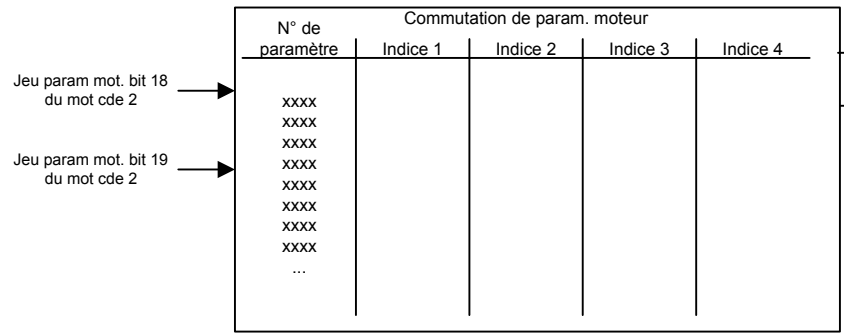 Commutation de param. moteur
N° de
paramètre Indice 1 Indice 2 Indice 3 Indice 4
Jeu param mot. bit 18
du mot cde 2
Jeu param mot. bit 19
du mot cde 2
xxxx
xxxx
xxxx
xxxx
xxxx
xxxx
xxxx
xxxx
...